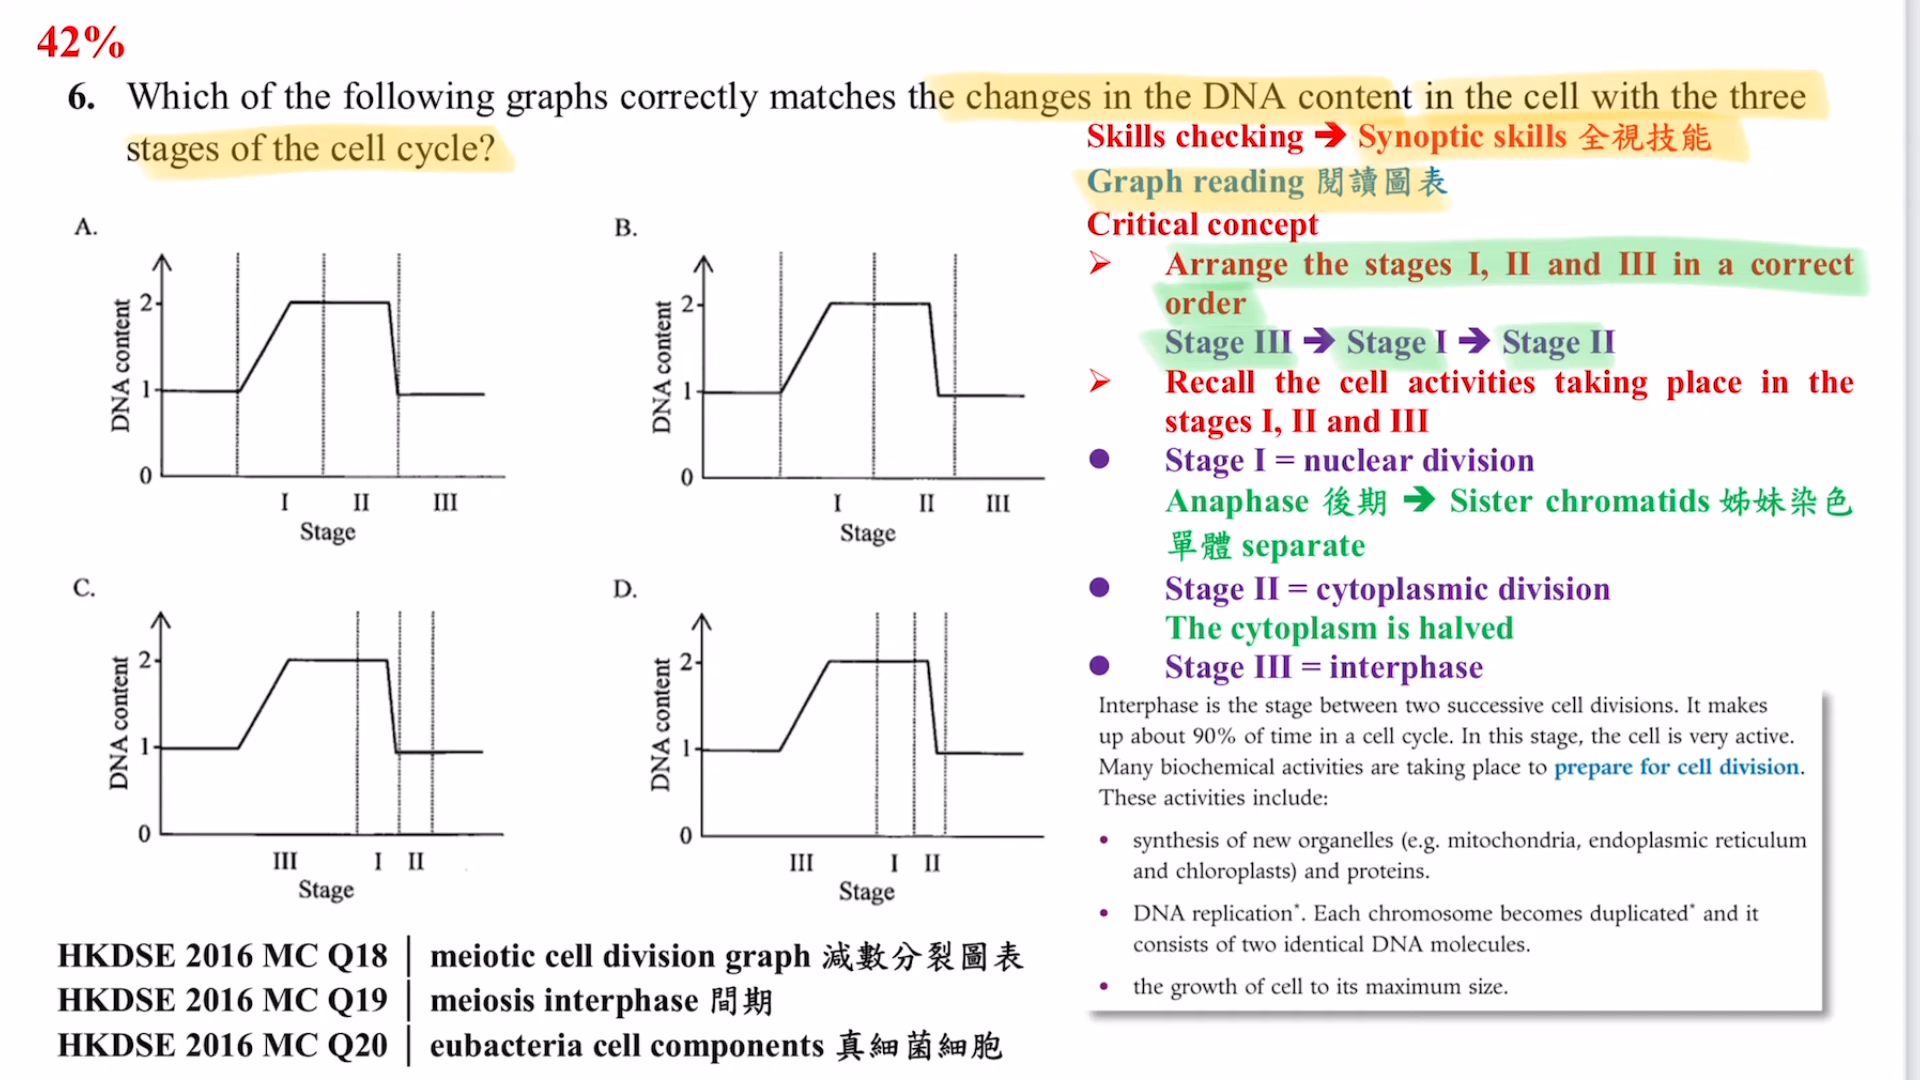 42%
6. Which of the following graphs correctly matches the changes in the DNA content in the cell with the three
stages of the cell cycle?
Skills checking ➔ Synoptic skills 全視技能
Graph reading 閱讀圖表
Critical concept
➢ Arrange the stages I, II and III in a correct
order
Stage III ➔ Stage I ➔ Stage II
➢ Recall the cell activities taking place in the
stages I, II and III
● Stage I = nuclear division
Anaphase 後期 ➔ Sister chromatids 姊妹染色
單體 separate
● Stage II = cytoplasmic division
The cytoplasm is halved
● Stage III = interphase
Interphase is the stage between two successive cell divisions. It makes
up about 90% of time in a cell cycle. In this stage, the cell is very active.
Many biochemical activities are taking place to prepare for cell division.
These activities include:
• synthesis of new organelles (e.g. mitochondria, endoplasmic reticulum
and chloroplasts) and proteins.
• DNA replication*. Each chromosome becomes duplicated* and it
consists of two identical DNA molecules.
• the growth of cell to its maximum size.
A.
DNA content
2
1
0
I II III
Stage
B.
DNA content
2
1
0
I II III
Stage
C.
DNA content
2
1
0
III I II
Stage
D.
DNA content
2
1
0
III I II
Stage
HKDSE 2016 MC Q18 | meiotic cell division graph 減數分裂圖表
HKDSE 2016 MC Q19 | meiosis interphase 間期
HKDSE 2016 MC Q20 | eubacteria cell components 真細菌細胞